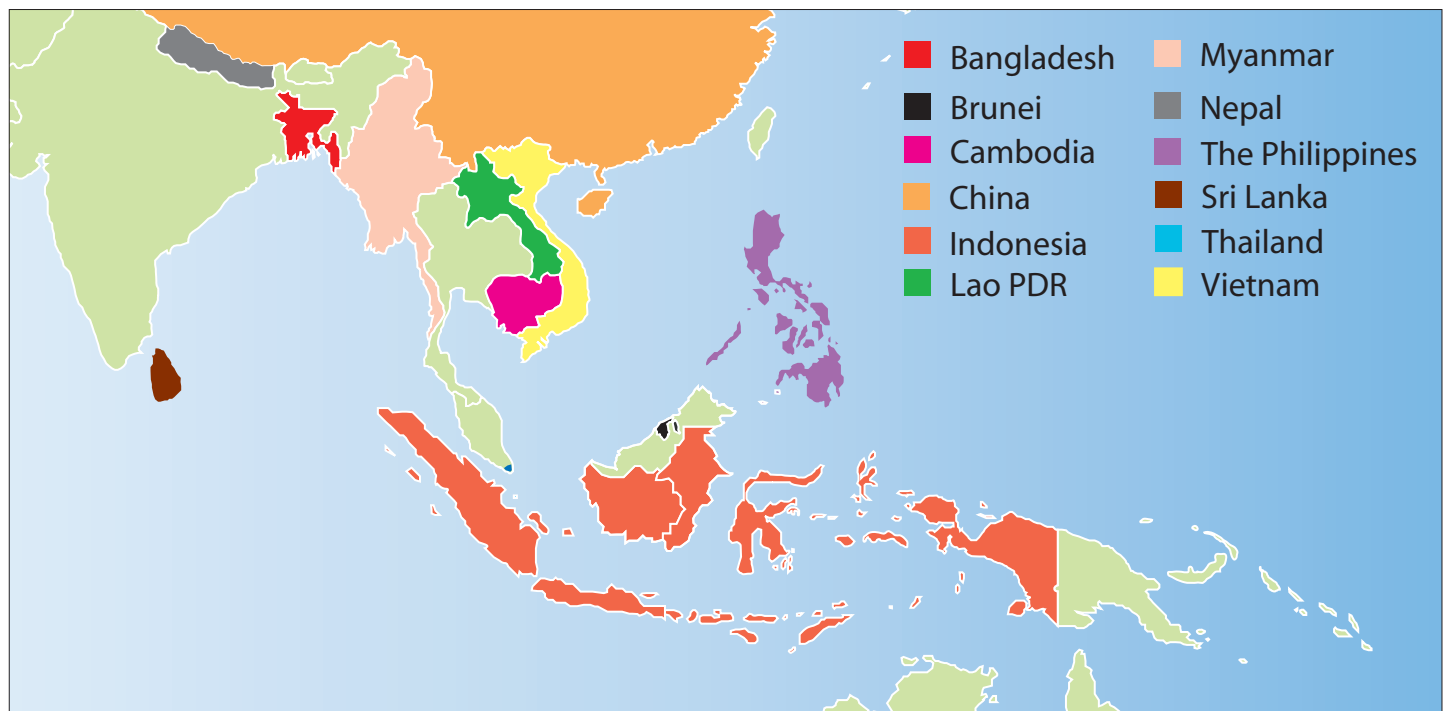 Bangladesh
Brunei
Cambodia
China
Indonesia
Lao PDR
Myanmar
Nepal
The Philippines
Sri Lanka
Thailand
Vietnam